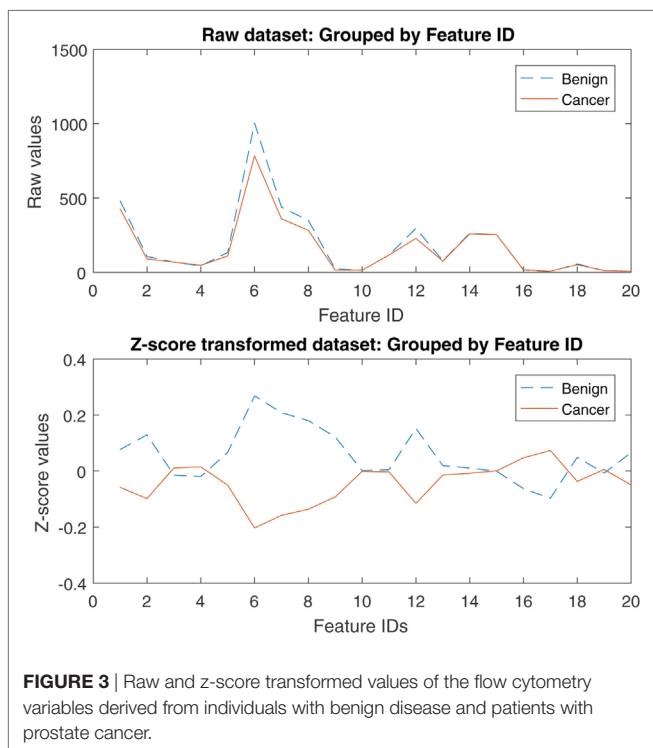 Raw dataset: Grouped by Feature ID
1500
1000
500
0
Raw values
Benign
Cancer
0 2 4 6 8 10 12 14 16 18 20
Feature ID
Z-score transformed dataset: Grouped by Feature ID
0.4
0.2
0
-0.2
-0.4
Z-score values
Benign
Cancer
0 2 4 6 8 10 12 14 16 18 20
Feature IDs
FIGURE 3 | Raw and z-score transformed values of the flow cytometry
variables derived from individuals with benign disease and patients with
prostate cancer.